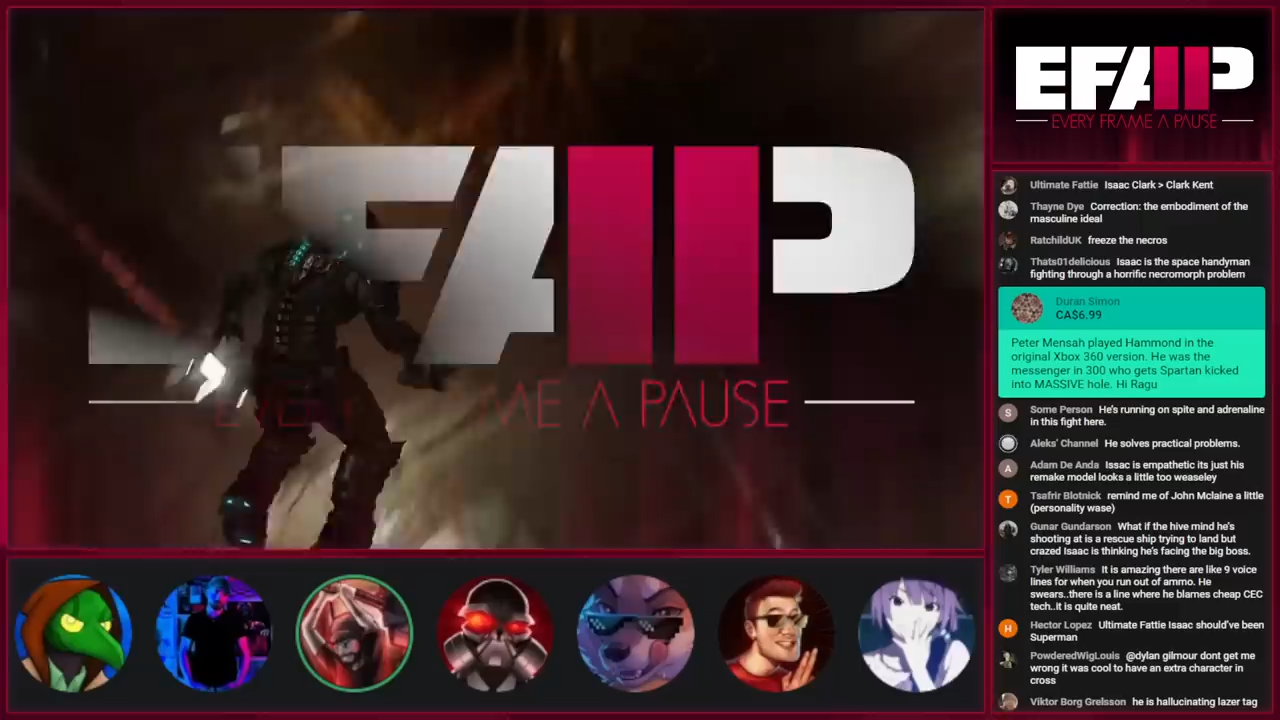 EFAP
EVERY FRAME A PAUSE
EFAP
EVERY FRAME A PAUSE
Ultimate Fattie Isaac Clark > Clark Kent
Thayne Dye Correction: the embodiment of the
masculine ideal
RatchildUK freeze the necros
Thats01delicious Isaac is the space handyman
fighting through a horrific necromorph problem
Duran Simon
CA$6.99
Peter Mensah played Hammond in the
original Xbox 360 version. He was the
messenger in 300 who gets Spartan kicked
into MASSIVE hole. Hi Ragu
S Some Person He's running on spite and adrenaline
in this fight here.
Aleks' Channel He solves practical problems.
A Adam De Anda Issac is empathetic its just his
remake model looks a little too weaseley
T Tsafrir Blotnick remind me of John Mclaine a little
(personality wase)
Gunar Gundarson What if the hive mind he's
shooting at is a rescue ship trying to land but
crazed Isaac is thinking he's facing the big boss.
Tyler Williams It is amazing there are like 9 voice
lines for when you run out of ammo. He
swears..there is a line where he blames cheap CEC
tech..it is quite neat.
H Hector Lopez Ultimate Fattie Isaac should've been
Superman
PowderedWigLouis @dylan gilmour dont get me
wrong it was cool to have an extra character in
cross
Viktor Borg Grelsson he is hallucinating lazer tag